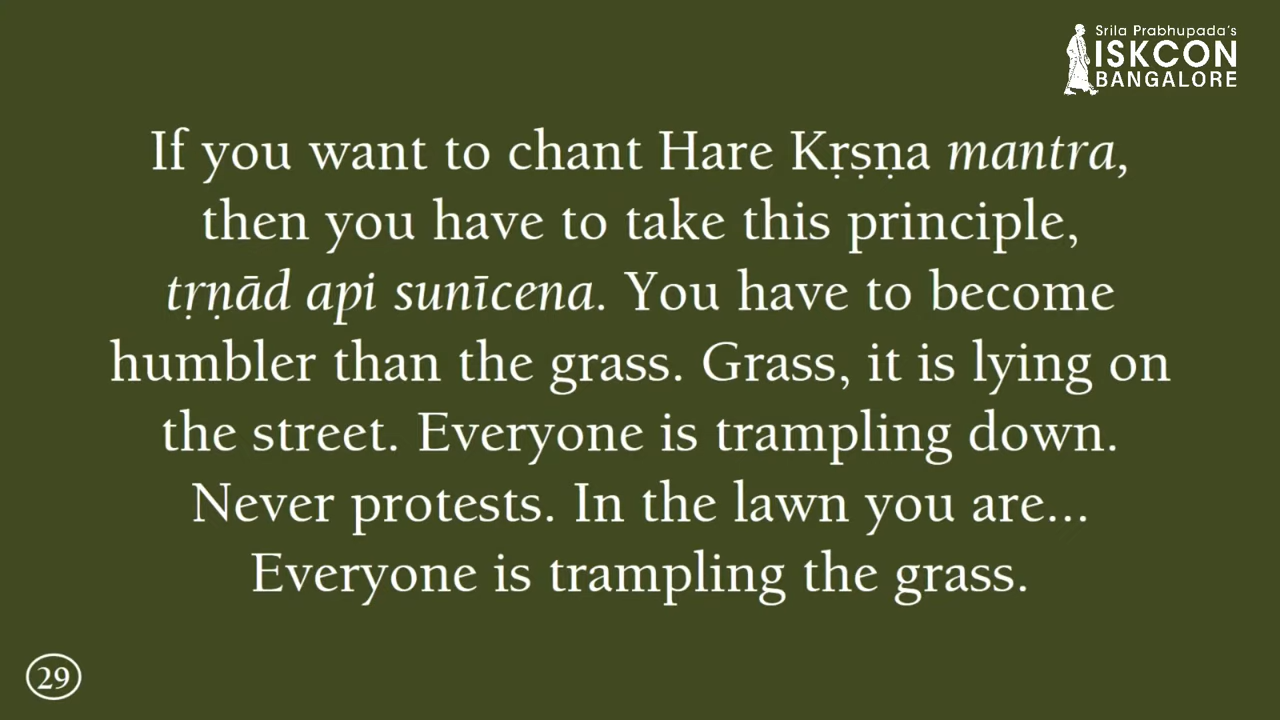 Srila Prabhupada's
ISKCON
BANGALORE
If you want to chant Hare Kṛṣṇa mantra,
then you have to take this principle,
tṛṇād api sunīcena. You have to become
humbler than the grass. Grass, it is lying on
the street. Everyone is trampling down.
Never protests. In the lawn you are...
Everyone is trampling the grass.
29